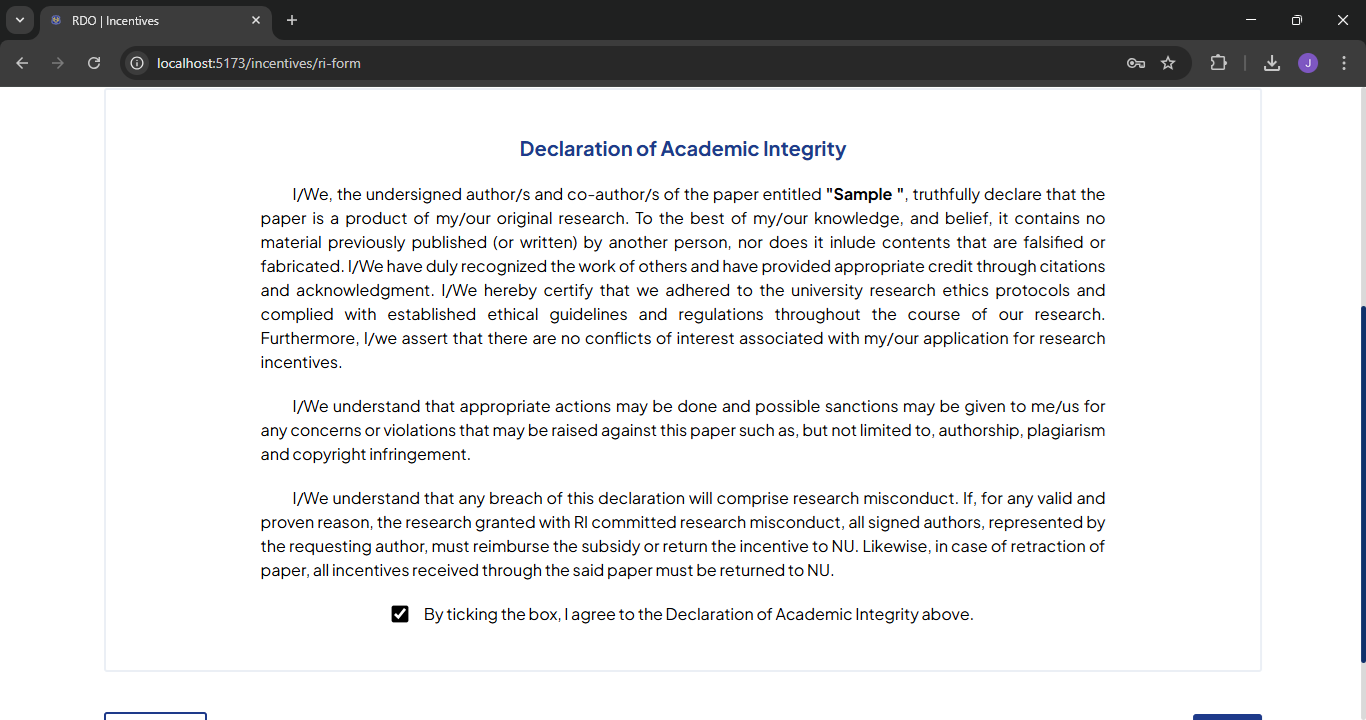 RDO | Incentives
localhost:5173/incentives/ri-form
J
Declaration of Academic Integrity
I/We, the undersigned author/s and co-author/s of the paper entitled "Sample ", truthfully declare that the
paper is a product of my/our original research. To the best of my/our knowledge, and belief, it contains no
material previously published (or written) by another person, nor does it inlude contents that are falsified or
fabricated. I/We have duly recognized the work of others and have provided appropriate credit through citations
and acknowledgment. I/We hereby certify that we adhered to the university research ethics protocols and
complied with established ethical guidelines and regulations throughout the course of our research.
Furthermore, I/we assert that there are no conflicts of interest associated with my/our application for research
incentives.
I/We understand that appropriate actions may be done and possible sanctions may be given to me/us for
any concerns or violations that may be raised against this paper such as, but not limited to, authorship, plagiarism
and copyright infringement.
I/We understand that any breach of this declaration will comprise research misconduct. If, for any valid and
proven reason, the research granted with RI committed research misconduct, all signed authors, represented by
the requesting author, must reimburse the subsidy or return the incentive to NU. Likewise, in case of retraction of
paper, all incentives received through the said paper must be returned to NU.
By ticking the box, I agree to the Declaration of Academic Integrity above.